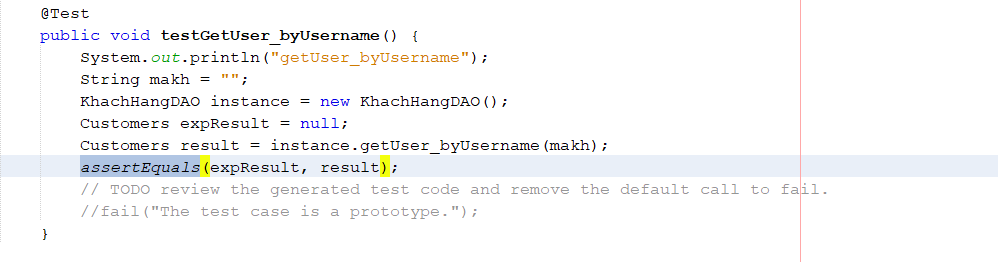 @Test
public void testGetUser_byUsername() {
System.out.println("getUser_byUsername");
String makh = "";
KhachHangDAO instance = new KhachHangDAO();
Customers expResult = null;
Customers result = instance.getUser_byUsername(makh);
assertEquals(expResult, result);
// TODO review the generated test code and remove the default call to fail.
//fail("The test case is a prototype.");
}